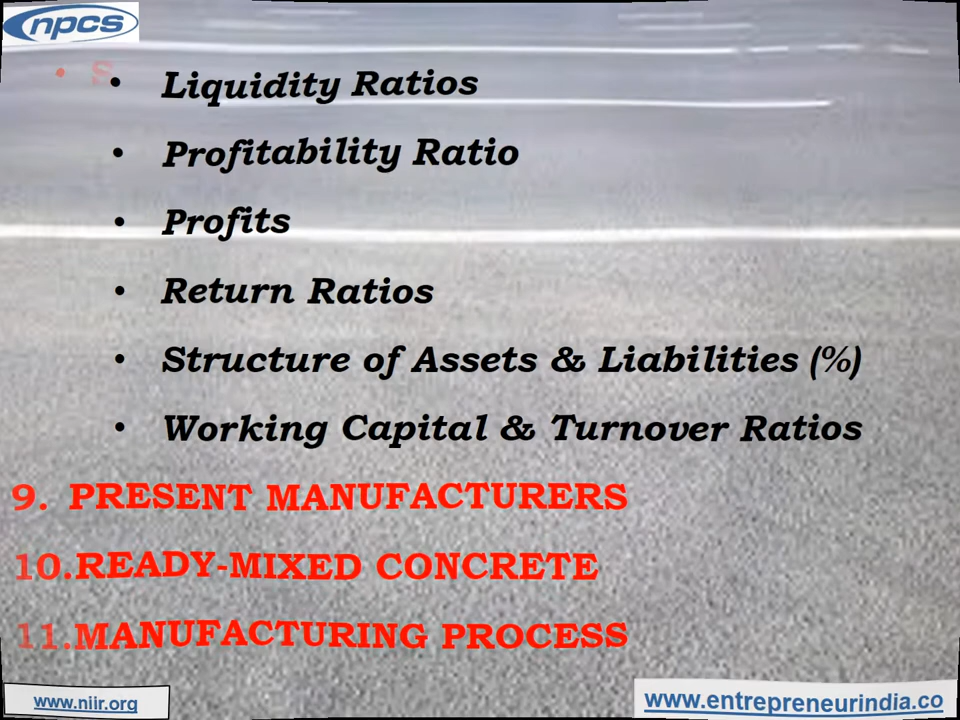 npcs
• Liquidity Ratios
• Profitability Ratio
• Profits
• Return Ratios
• Structure of Assets & Liabilities (%)
• Working Capital & Turnover Ratios
9. PRESENT MANUFACTURERS
10.READY-MIXED CONCRETE
11.MANUFACTURING PROCESS
www.niir.org
www.entrepreneurindia.co